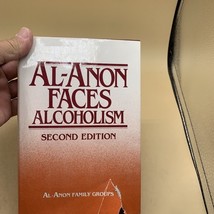 AL-ANON
FACES
ALCOHOLISM
SECOND EDITION
AL-ANON FAMILY GROUPS